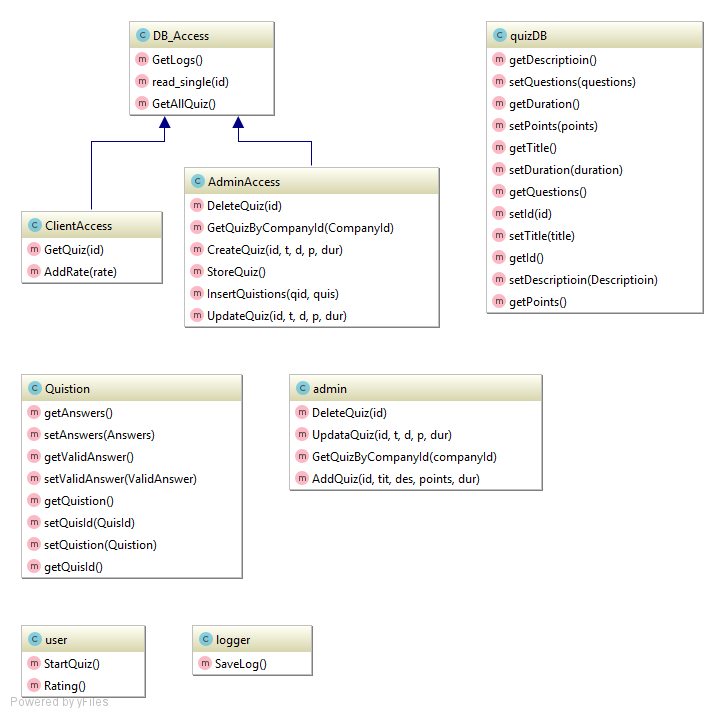 DB_Access
GetLogs()
read_single(id)
GetAllQuiz()
quizDB
getDescriptioin()
setQuestions(questions)
getDuration()
setPoints(points)
getTitle()
setDuration(duration)
getQuestions()
setId(id)
setTitle(title)
getId()
setDescriptioin(Descriptioin)
getPoints()
ClientAccess
GetQuiz(id)
AddRate(rate)
AdminAccess
DeleteQuiz(id)
GetQuizByCompanyId(CompanyId)
CreateQuiz(id, t, d, p, dur)
StoreQuiz()
InsertQuistions(qid, quis)
UpdateQuiz(id, t, d, p, dur)
Quistion
getAnswers()
setAnswers(Answers)
getValidAnswer()
setValidAnswer(ValidAnswer)
getQuistion()
setQuisId(QuisId)
setQuistion(Quistion)
getQuisId()
admin
DeleteQuiz(id)
UpdataQuiz(id, t, d, p, dur)
GetQuizByCompanyId(companyId)
AddQuiz(id, tit, des, points, dur)
user
StartQuiz()
Rating()
logger
SaveLog()
Powered by yFiles